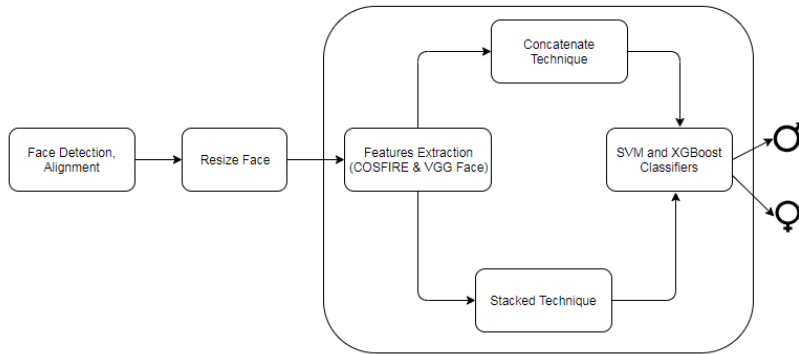 Face Detection,
Alignment
Resize Face
Features Extraction
(COSFIRE & VGG Face)
Concatenate
Technique
Stacked Technique
SVM and XGBoost
Classifiers